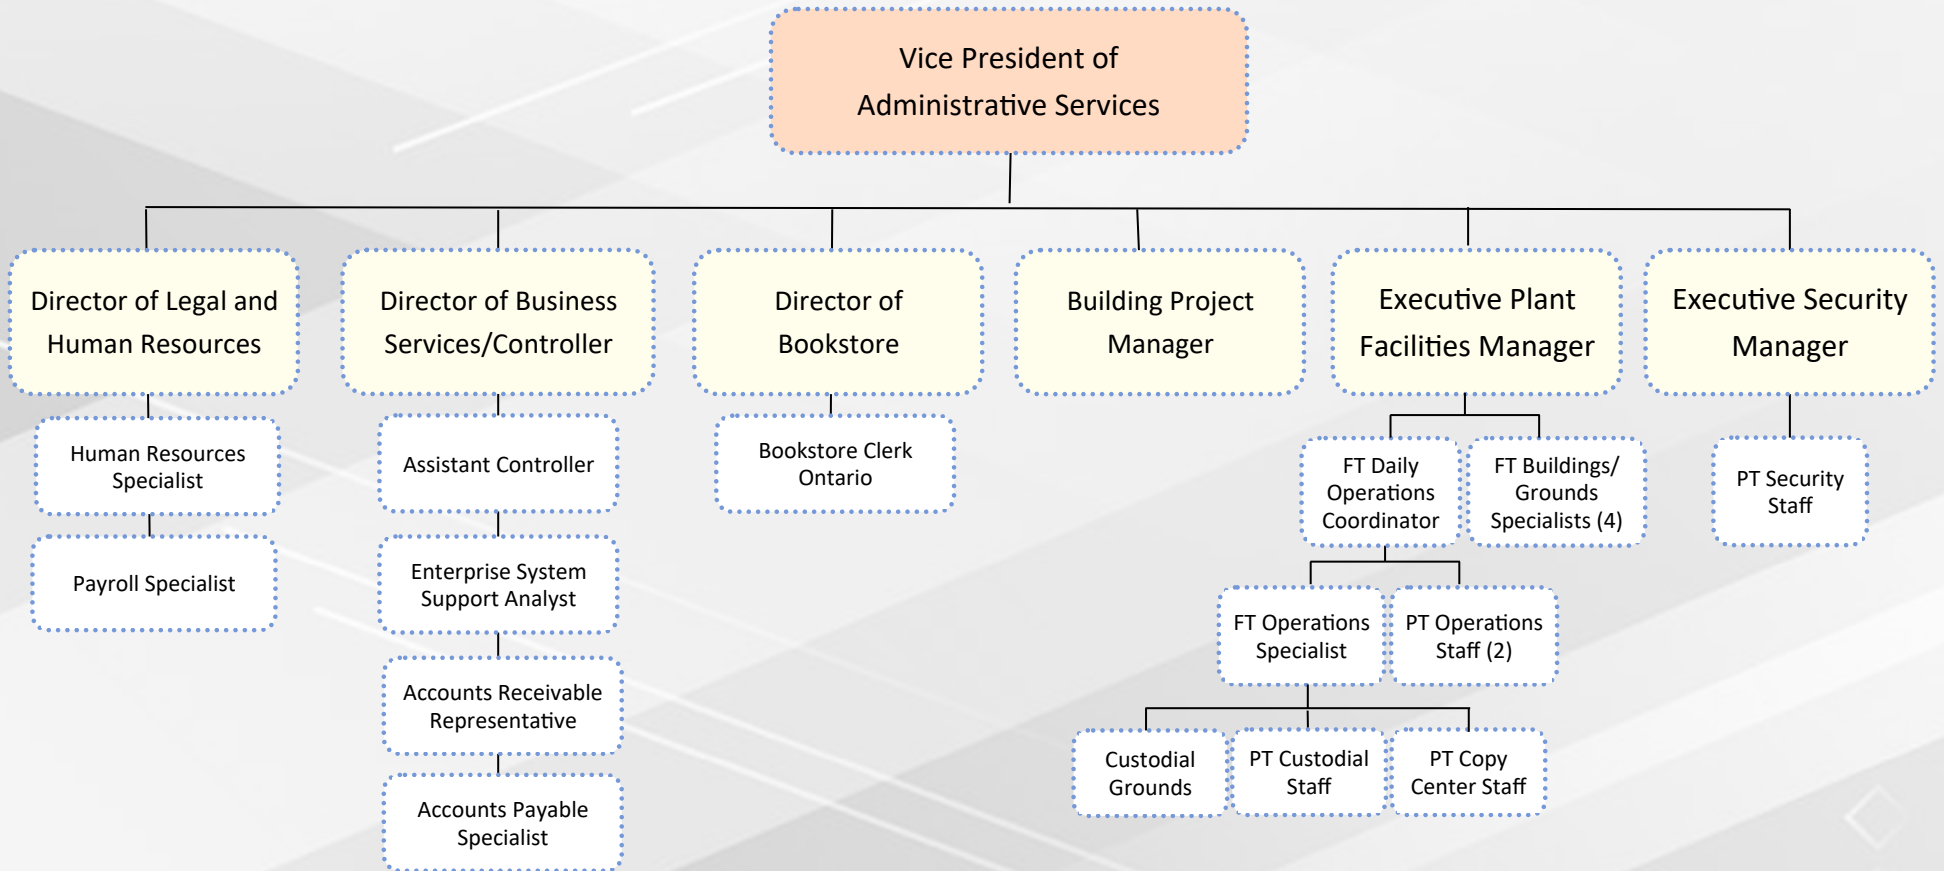 Vice President of
Administrative Services
Director of Legal and
Human Resources
Director of Business
Services/Controller
Director of
Bookstore
Building Project
Manager
Executive Plant
Facilities Manager
Executive Security
Manager
Human Resources
Specialist
Payroll Specialist
Assistant Controller
Enterprise System
Support Analyst
Accounts Receivable
Representative
Accounts Payable
Specialist
Bookstore Clerk
Ontario
FT Daily
Operations
Coordinator
FT Buildings/
Grounds
Specialists (4)
FT Operations
Specialist
PT Operations
Staff (2)
Custodial
Grounds
PT Custodial
Staff
PT Copy
Center Staff
PT Security
Staff